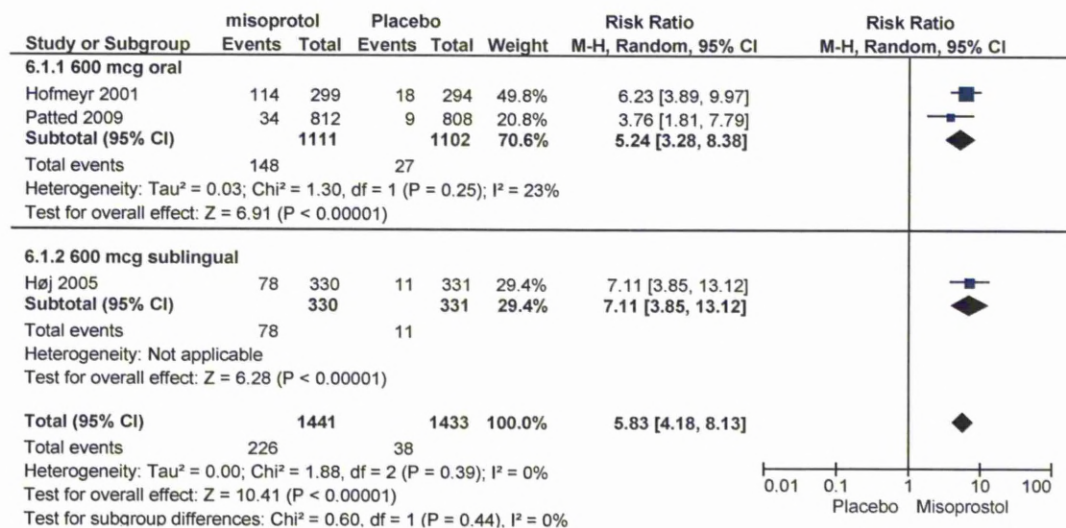 misoprotol Placebo Risk Ratio Risk Ratio
Study or Subgroup Events Total Events Total Weight M-H, Random, 95% CI M-H, Random, 95% CI
6.1.1 600 mcg oral
Hofmeyr 2001 114 299 18 294 49.8% 6.23 [3.89, 9.97]
Patted 2009 34 812 9 808 20.8% 3.76 [1.81, 7.79]
Subtotal (95% CI) 1111 1102 70.6% 5.24 [3.28, 8.38]
Total events 148 27
Heterogeneity: Tau² = 0.03; Chi² = 1.30, df = 1 (P = 0.25); I² = 23%
Test for overall effect: Z = 6.91 (P < 0.00001)
6.1.2 600 mcg sublingual
Høj 2005 78 330 11 331 29.4% 7.11 [3.85, 13.12]
Subtotal (95% CI) 330 331 29.4% 7.11 [3.85, 13.12]
Total events 78 11
Heterogeneity: Not applicable
Test for overall effect: Z = 6.28 (P < 0.00001)
Total (95% CI) 1441 1433 100.0% 5.83 [4.18, 8.13]
Total events 226 38
Heterogeneity: Tau² = 0.00; Chi² = 1.88, df = 2 (P = 0.39); I² = 0%
Test for overall effect: Z = 10.41 (P < 0.00001)
Test for subgroup differences: Chi² = 0.60, df = 1 (P = 0.44), I² = 0%
0.01 0.1 1 10 100
Placebo Misoprostol